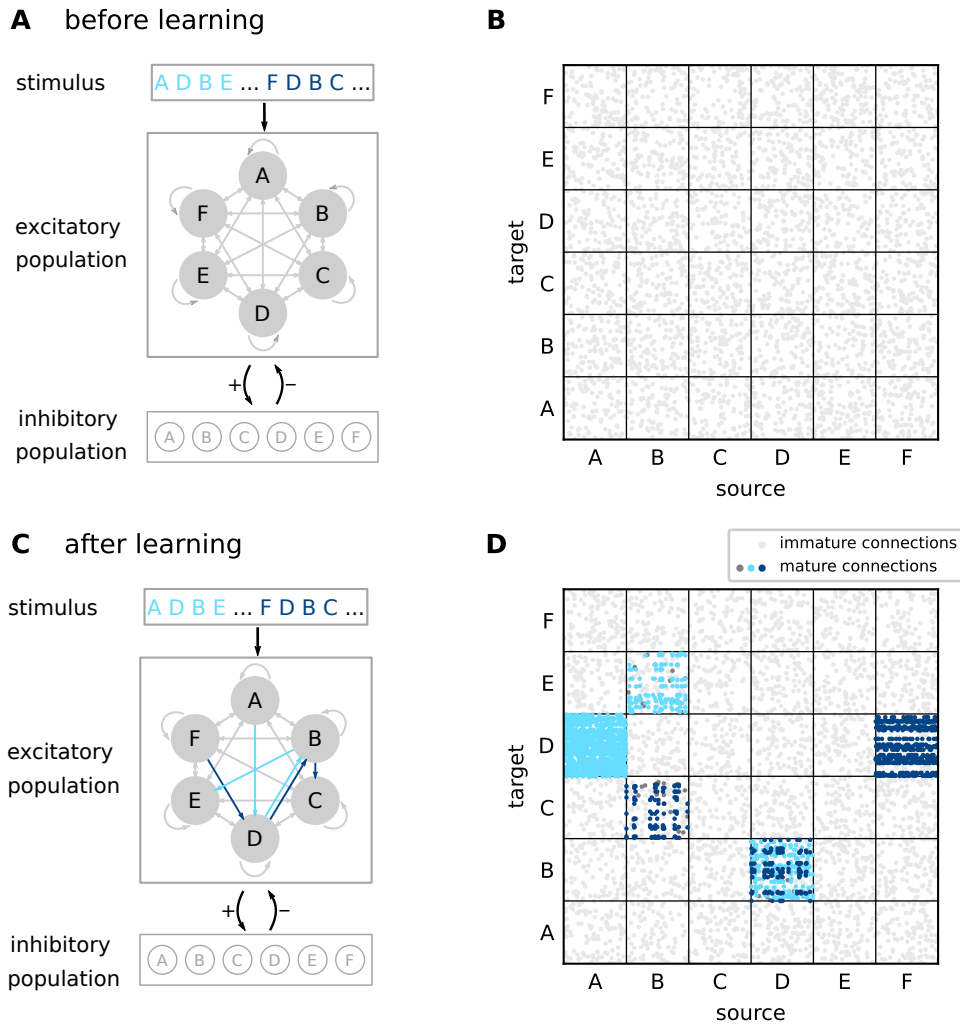 A before learning
stimulus
A D B E ... F D B C ...
excitatory
population
A
F
B
E
C
D
+
−
inhibitory
population
A B C D E F
B
target
F
E
D
C
B
A
A B C D E F
source
C after learning
stimulus
A D B E ... F D B C ...
excitatory
population
A
F
B
E
C
D
+
−
inhibitory
population
A B C D E F
D
immature connections
mature connections
target
F
E
D
C
B
A
A B C D E F
source